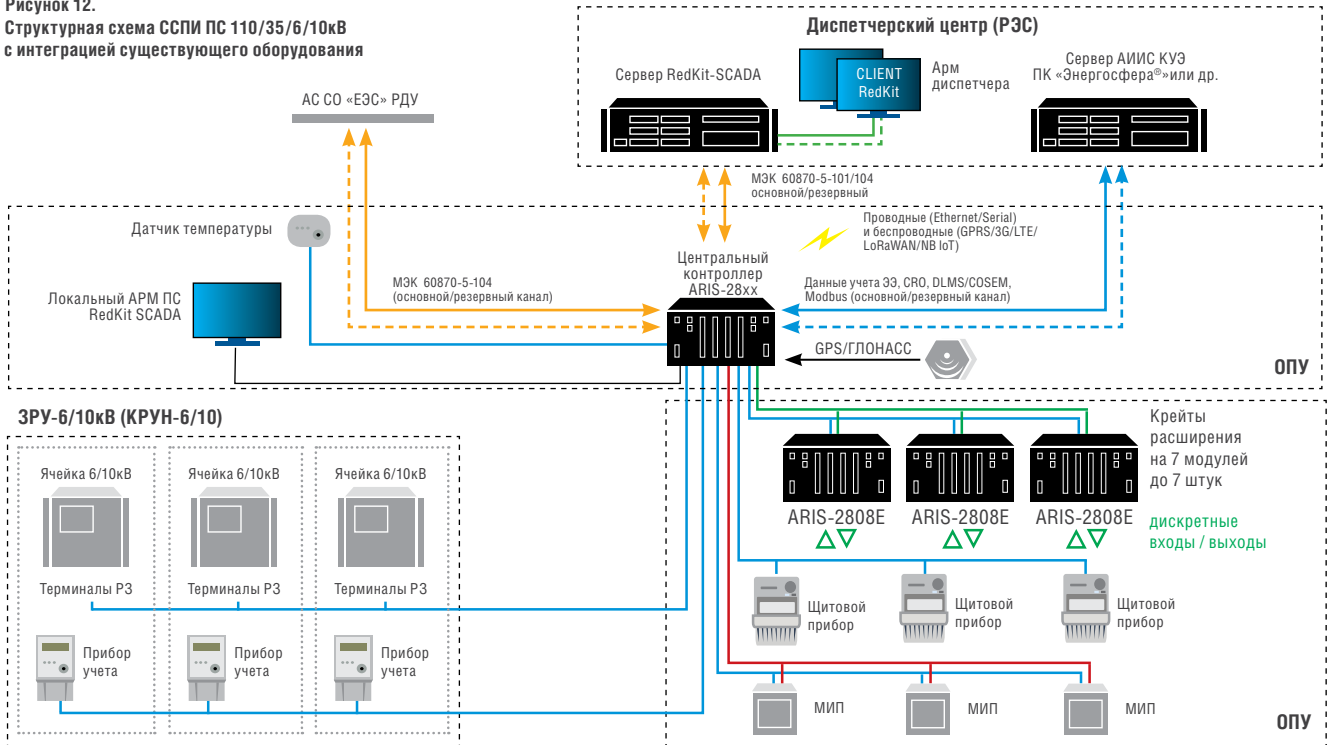 Рисунок 12.
Структурная схема ССПИ ПС 110/35/6/10кВ
с интеграцией существующего оборудования
Диспетчерский центр (РЭС)
Сервер RedKit-SCADA
CLIENT
RedKit
Арм
диспетчера
Сервер АИИС КУЭ
ПК «Энергосфера®»или др.
АС СО «ЕЭС» РДУ
МЭК 60870-5-101/104
основной/резервный
Датчик температуры
Проводные (Ethernet/Serial)
и беспроводные (GPRS/3G/LTE/
LoRaWAN/NB IoT)
Центральный
контроллер
ARIS-28xx
Локальный АРМ ПС
RedKit SCADA
МЭК 60870-5-104
(основной/резервный канал)
Данные учета ЭЭ, CRO, DLMS/COSEM,
Modbus (основной/резервный канал)
GPS/ГЛОНАСС
ОПУ
ЗРУ-6/10кВ (КРУН-6/10)
Ячейка 6/10кВ
Ячейка 6/10кВ
Ячейка 6/10кВ
Терминалы РЗ
Терминалы РЗ
Терминалы РЗ
Прибор
учета
Прибор
учета
Прибор
учета
Крейты
расширения
на 7 модулей
до 7 штук
ARIS-2808E
ARIS-2808E
ARIS-2808E
дискретные
входы / выходы
Щитовой
прибор
Щитовой
прибор
Щитовой
прибор
МИП
МИП
МИП
ОПУ